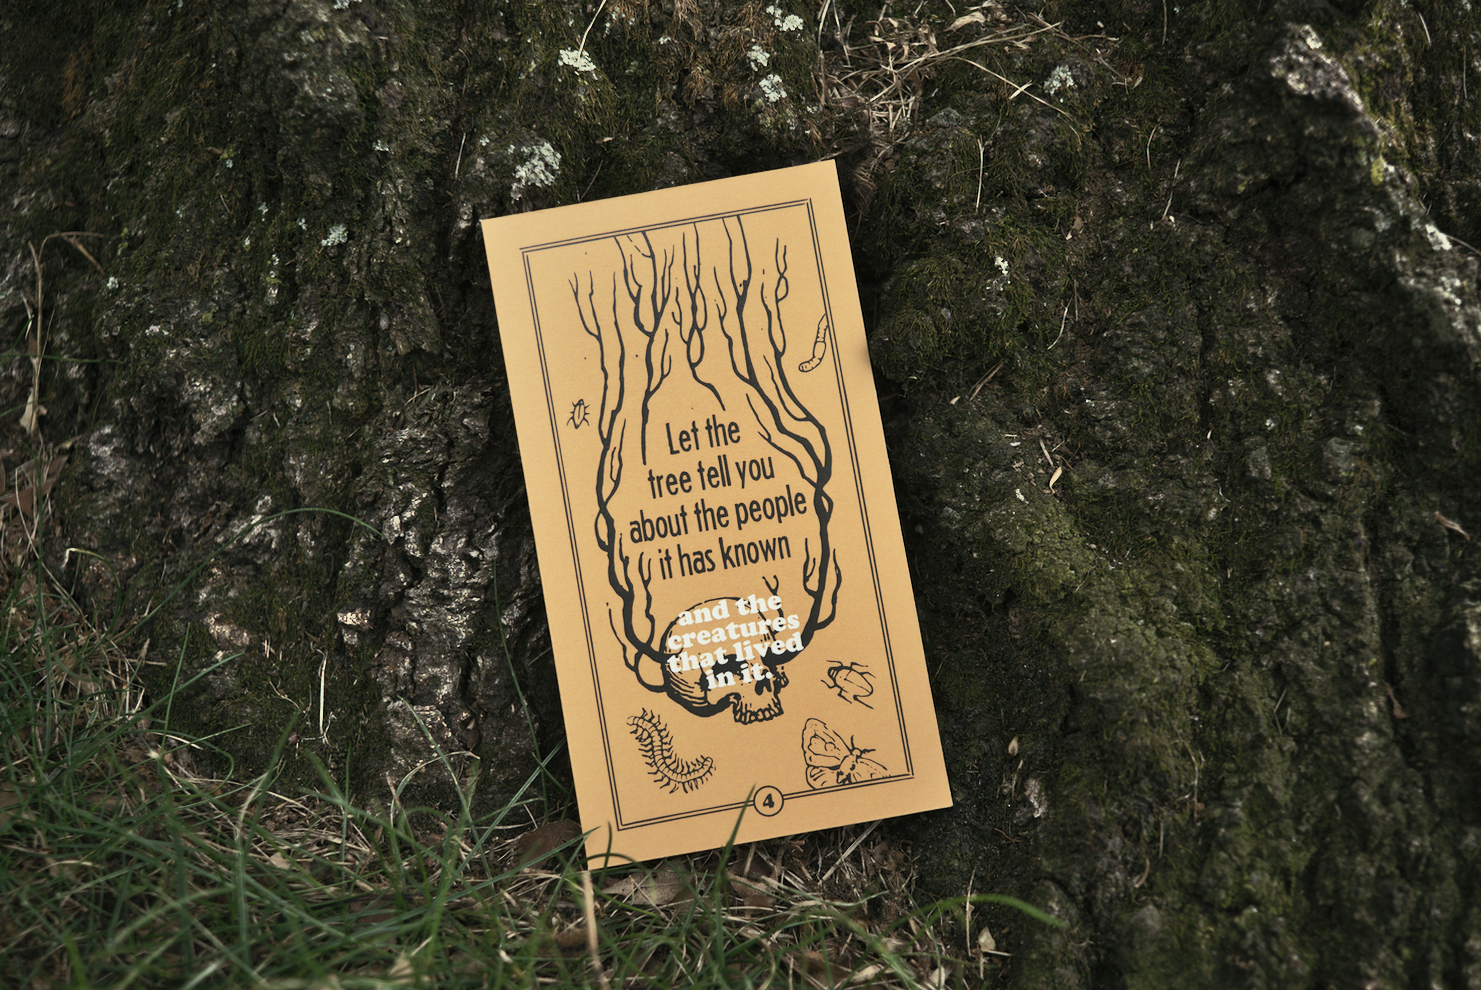 Let the
tree tell you
about the people
it has known
and the
creatures
that lived
in it.
4